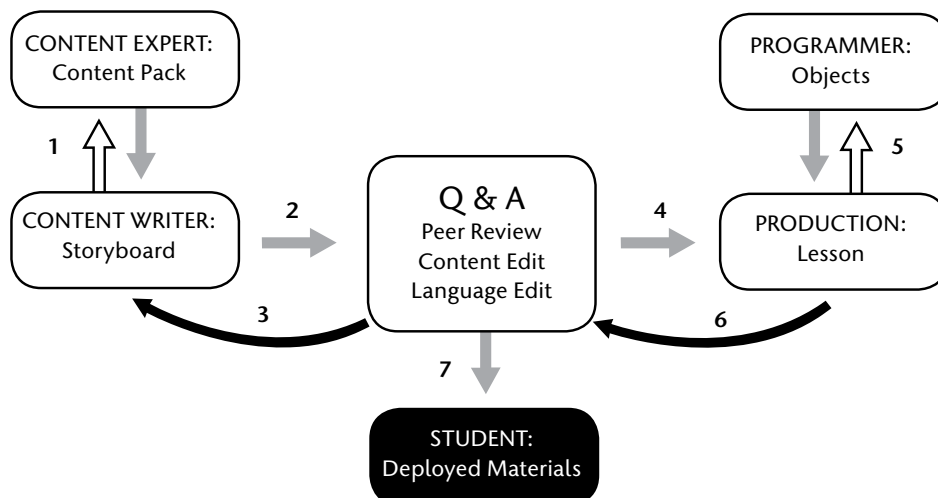 CONTENT EXPERT:
Content Pack
PROGRAMMER:
Objects
1
5
CONTENT WRITER:
Storyboard
2
Q & A
Peer Review
Content Edit
Language Edit
4
PRODUCTION:
Lesson
3
6
7
STUDENT:
Deployed Materials